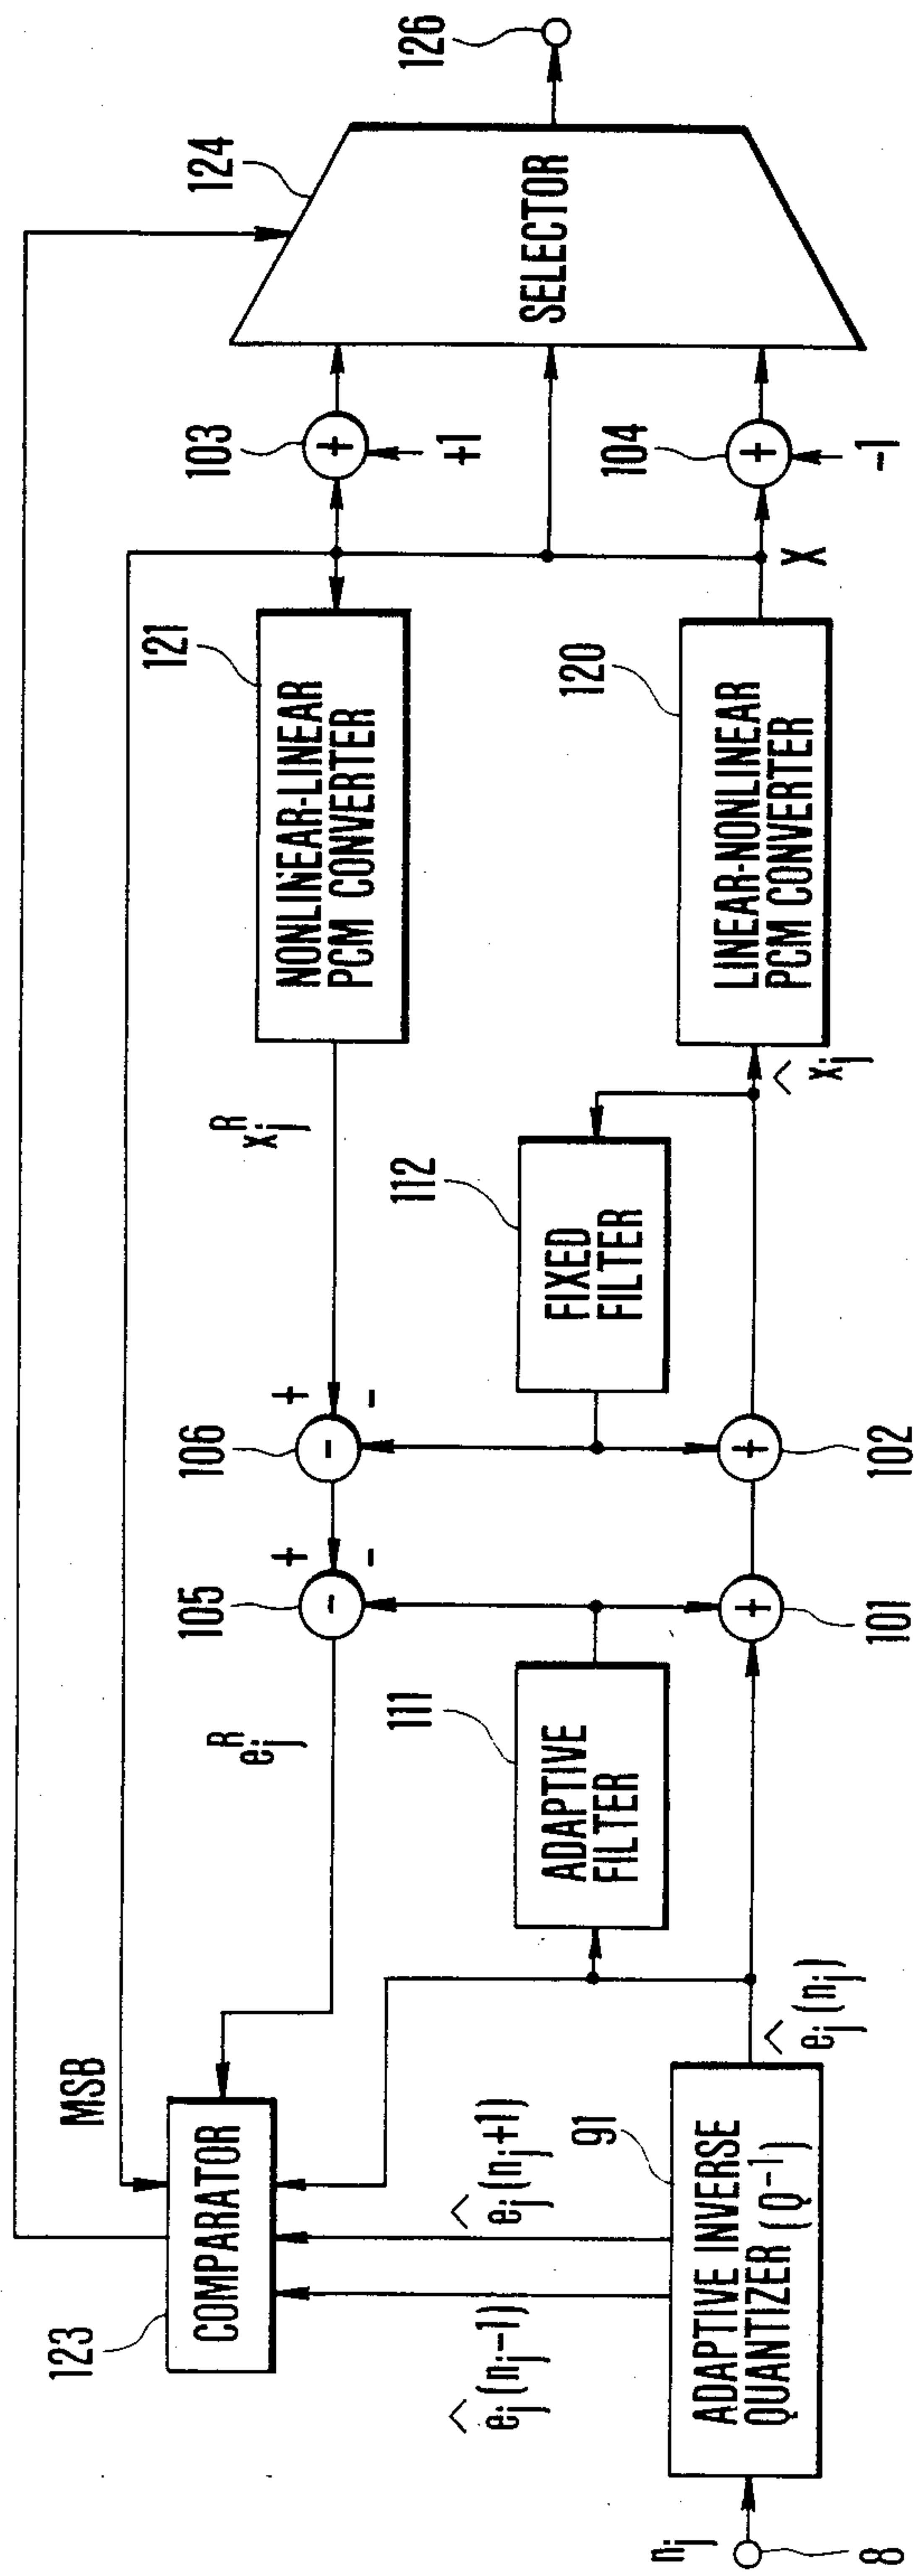 126
124
SELECTOR
103
+
+1
104
+
-1
X
121
NONLINEAR-LINEAR
PCM CONVERTER
120
LINEAR-NONLINEAR
PCM CONVERTER
x_j^R
x̂_j
112
FIXED
FILTER
106
+
-
-
102
+
105
+
-
-
101
+
e_j^R
111
ADAPTIVE
FILTER
MSB
123
COMPARATOR
ê_j(n_j+1)
ê_j(n_j-1)
ê_j(n_j)
91
ADAPTIVE INVERSE
QUANTIZER (Q⁻¹)
n_j
8